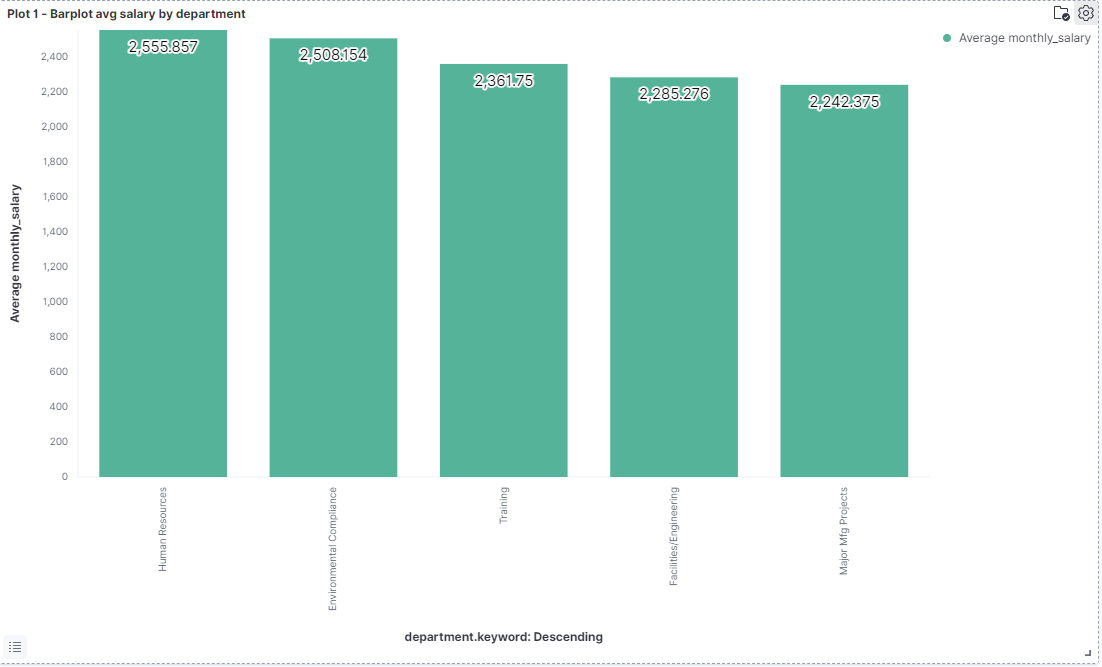 Plot 1 - Barplot avg salary by department
Average monthly_salary
Average monthly_salary
2,400
2,200
2,000
1,800
1,600
1,400
1,200
1,000
800
600
400
200
0
2,555.857
2,508.154
2,361.75
2,285.276
2,242.375
Human Resources
Environmental Compliance
Training
Facilities/Engineering
Major Mfg Projects
department.keyword: Descending